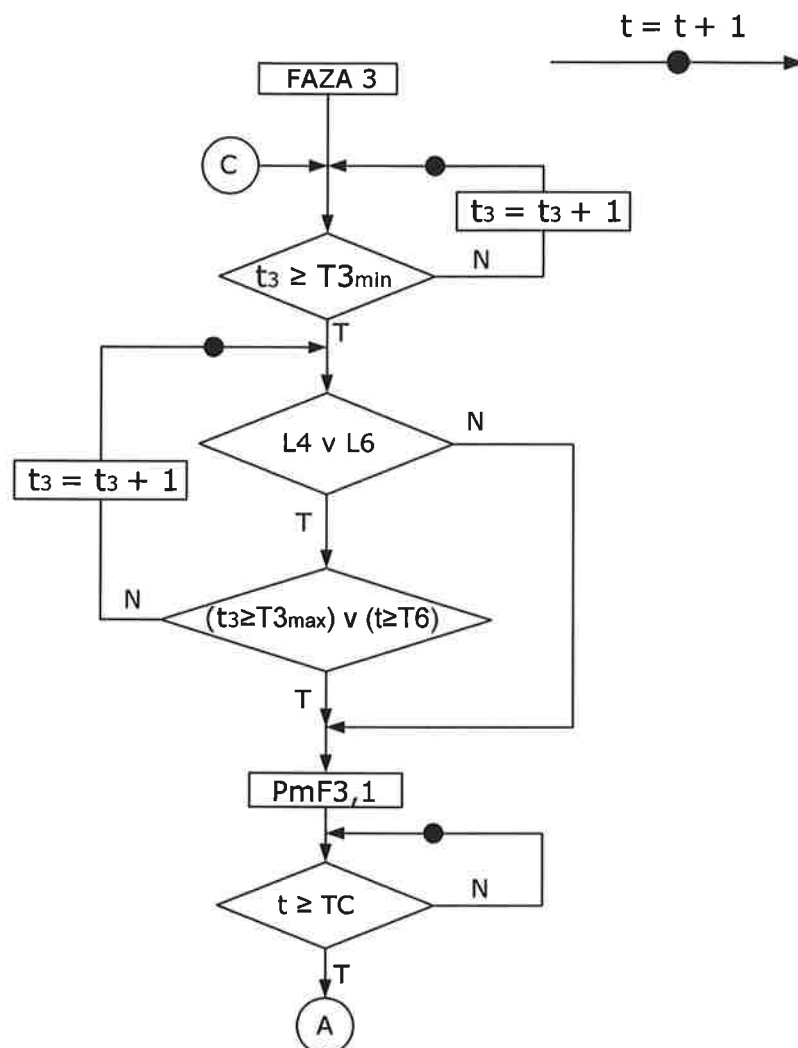 t = t + 1
FAZA 3
C
t₃ = t₃ + 1
N
t₃ ≥ T3min
T
L4 v L6
N
t₃ = t₃ + 1
T
N
(t₃≥T3max) v (t≥T6)
T
PmF3,1
t ≥ TC
N
T
A